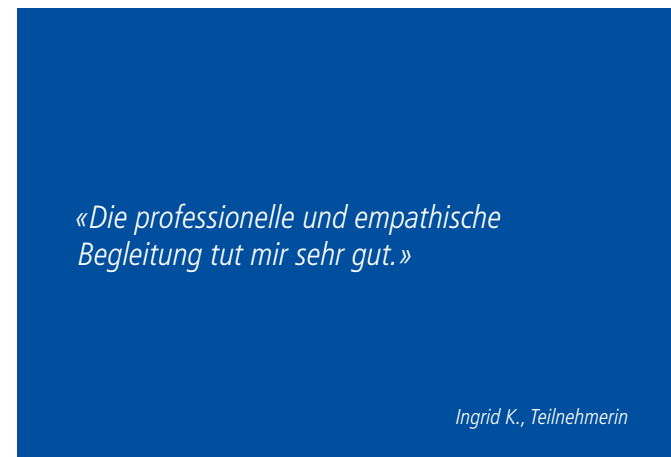 «Die professionelle und empathische
Begleitung tut mir sehr gut.»
Ingrid K., Teilnehmerin